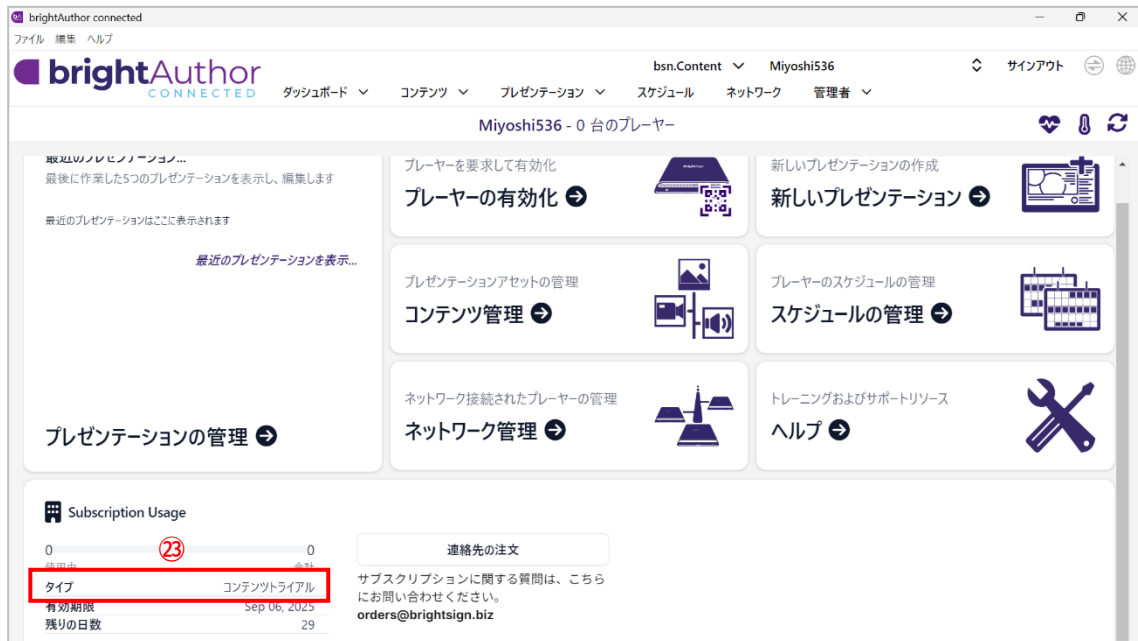 brightAuthor connected
ファイル 編集 ヘルプ
brightAuthor
CONNECTED
bsn.Content Miyoshi536 サインアウト
ダッシュボード コンテンツ プレゼンテーション スケジュール ネットワーク 管理者
Miyoshi536 - 0 台のプレーヤー
最近のプレゼンテーション...
最後に作業した5つのプレゼンテーションを表示し、編集します
最近のプレゼンテーションはここに表示されます
最近のプレゼンテーションを表示...
プレゼンテーションの管理
プレーヤーを要求して有効化
プレーヤーの有効化
新しいプレゼンテーションの作成
新しいプレゼンテーション
プレゼンテーションアセットの管理
コンテンツ管理
プレーヤーのスケジュールの管理
スケジュールの管理
ネットワーク接続されたプレーヤーの管理
ネットワーク管理
トレーニングおよびサポートリソース
ヘルプ
Subscription Usage
0 ㉓ 0
使用中 合計
タイプ コンテンツトライアル
有効期限 Sep 06, 2025
残りの日数 29
連絡先の注文
サブスクリプションに関する質問は、こちら
にお問い合わせください。
orders@brightsign.biz